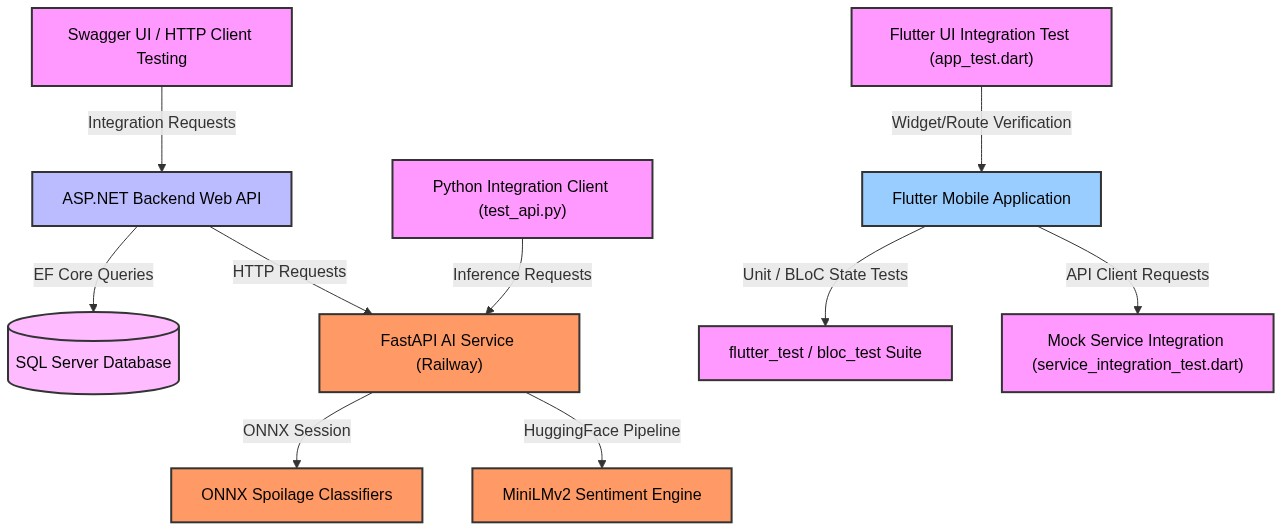 Swagger UI / HTTP Client
Testing
Flutter UI Integration Test
(app_test.dart)
Integration Requests
Widget/Route Verification
ASP.NET Backend Web API
Python Integration Client
(test_api.py)
Flutter Mobile Application
EF Core Queries
HTTP Requests
Inference Requests
Unit / BLoC State Tests
API Client Requests
SQL Server Database
FastAPI AI Service
(Railway)
flutter_test / bloc_test Suite
Mock Service Integration
(service_integration_test.dart)
ONNX Session
HuggingFace Pipeline
ONNX Spoilage Classifiers
MiniLMv2 Sentiment Engine